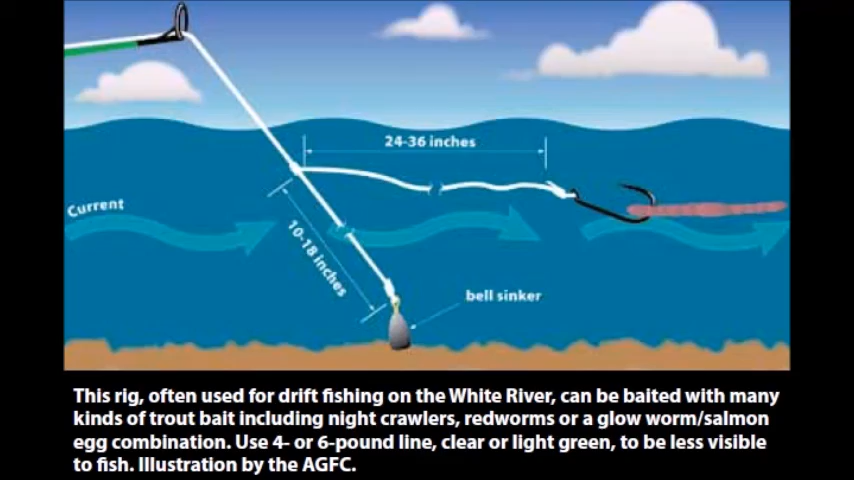 24-36 inches
Current
10-18 inches
bell sinker
This rig, often used for drift fishing on the White River, can be baited with many
kinds of trout bait including night crawlers, redworms or a glow worm/salmon
egg combination. Use 4- or 6-pound line, clear or light green, to be less visible
to fish. Illustration by the AGFC.